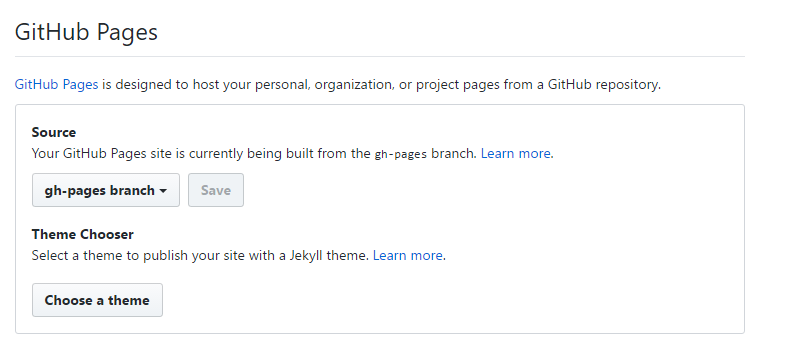 GitHub Pages
GitHub Pages is designed to host your personal, organization, or project pages from a GitHub repository.
Source
Your GitHub Pages site is currently being built from the gh-pages branch. Learn more.
gh-pages branch Save
Theme Chooser
Select a theme to publish your site with a Jekyll theme. Learn more.
Choose a theme